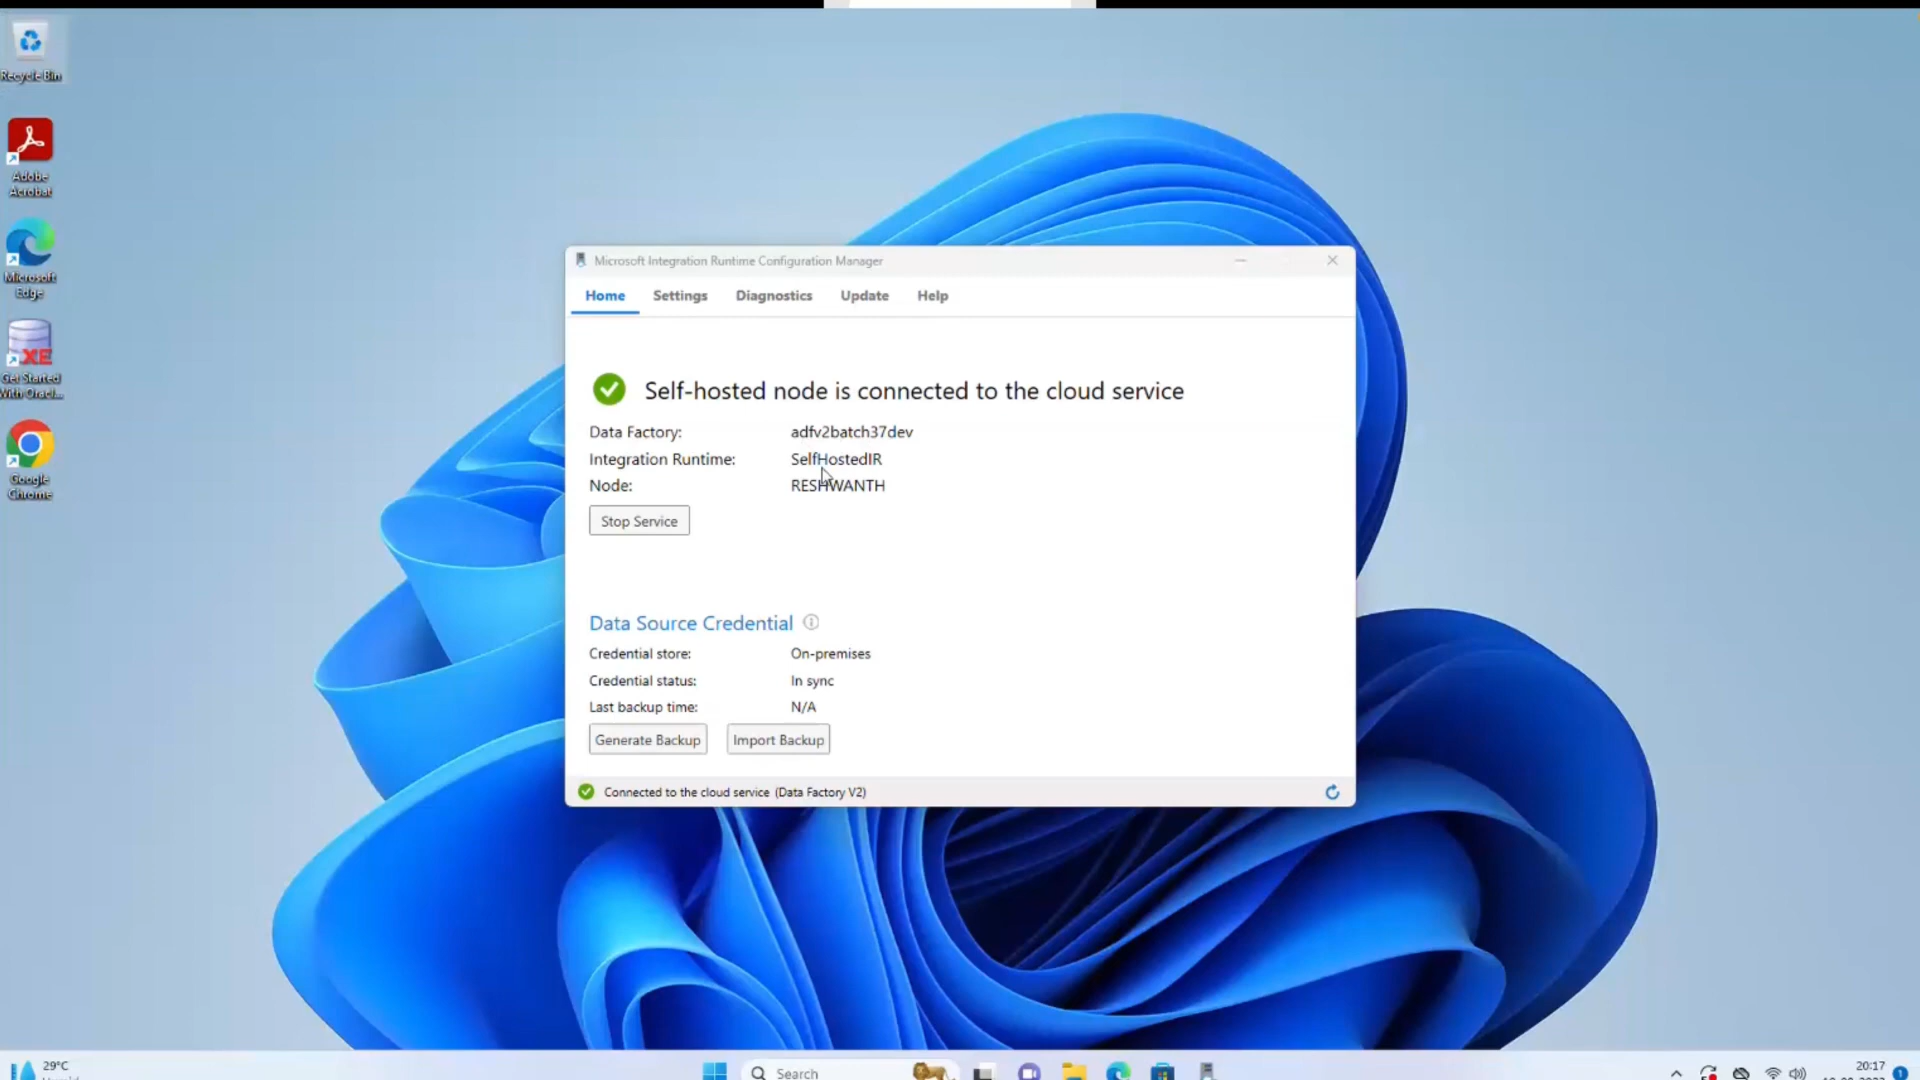 Recycle Bin
Adobe
Acrobat
Microsoft
Edge
XE
Get Started
With Oracl...
Google
Chrome
Microsoft Integration Runtime Configuration Manager
Home Settings Diagnostics Update Help
Self-hosted node is connected to the cloud service
Data Factory: adfv2batch37dev
Integration Runtime: SelfHostedIR
Node: RESHWANTH
Stop Service
Data Source Credential
Credential store: On-premises
Credential status: In sync
Last backup time: N/A
Generate Backup Import Backup
Connected to the cloud service (Data Factory V2)
29°C
Search
20:17
1